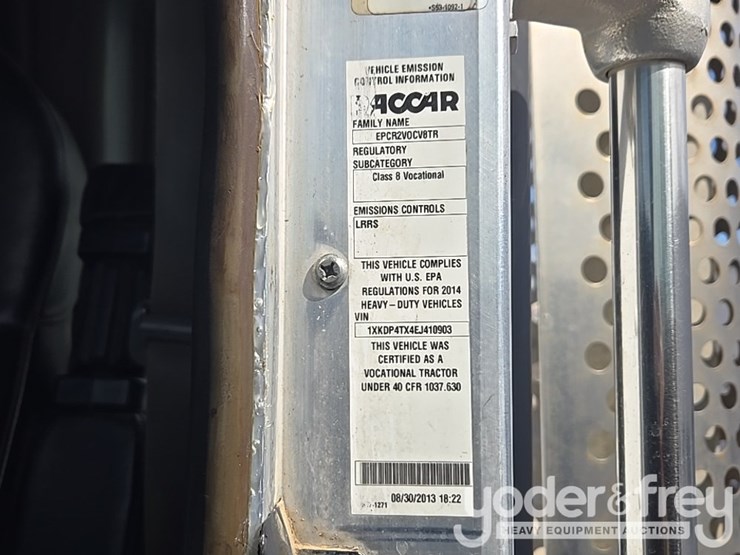 VEHICLE EMISSION
CONTROL INFORMATION
PACCAR
FAMILY NAME
EPCR2VOCV8TR
REGULATORY
SUBCATEGORY
Class 8 Vocational
EMISSIONS CONTROLS
LRRS
THIS VEHICLE COMPLIES
WITH U.S. EPA
REGULATIONS FOR 2014
HEAVY-DUTY VEHICLES
VIN
1XKDP4TX4EJ410903
THIS VEHICLE WAS
CERTIFIED AS A
VOCATIONAL TRACTOR
UNDER 40 CFR 1037.630
08/30/2013 18:22
yoder&frey
HEAVY EQUIPMENT AUCTIONS